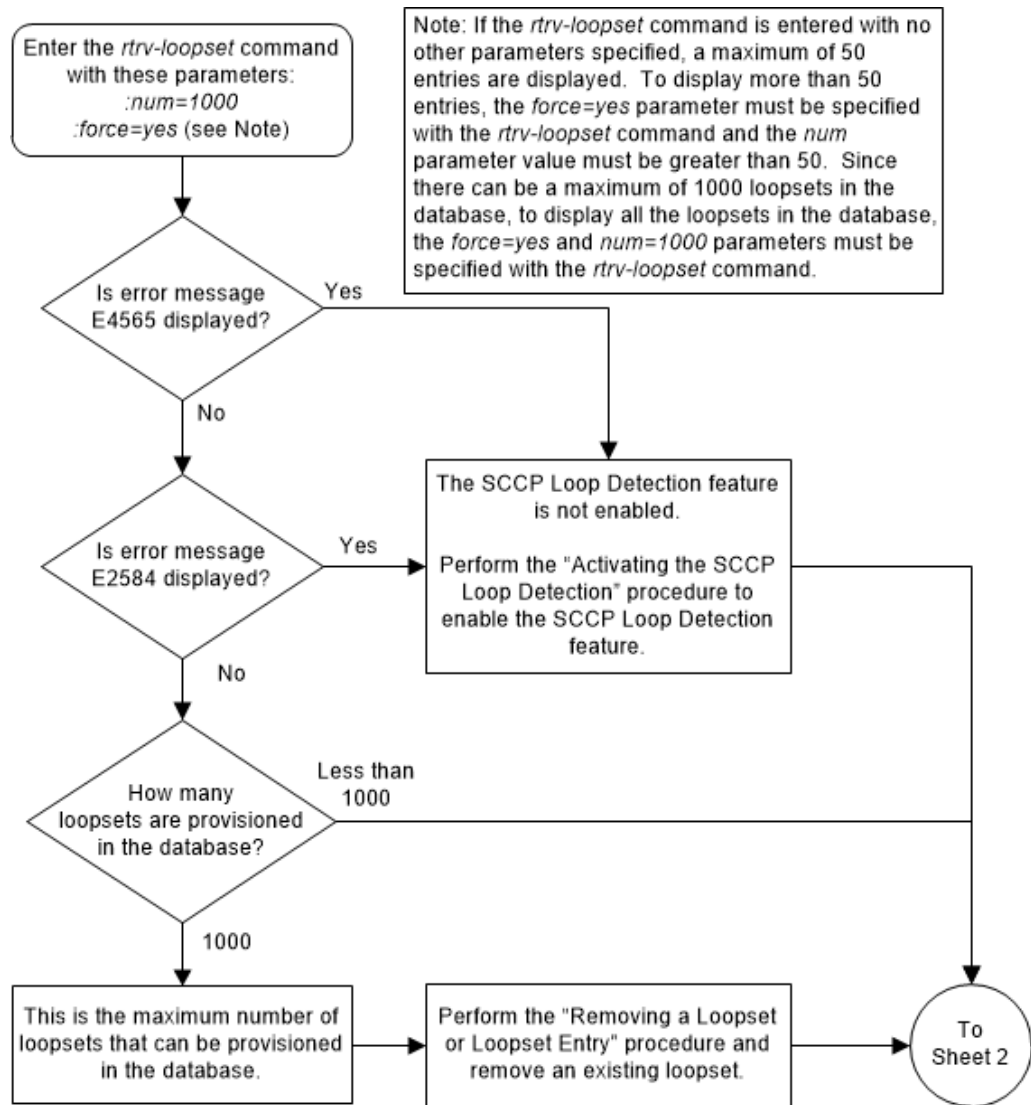 Enter the rtrv-loopset command
with these parameters:
:num=1000
:force=yes (see Note)
Note: If the rtrv-loopset command is entered with no
other parameters specified, a maximum of 50
entries are displayed. To display more than 50
entries, the force=yes parameter must be specified
with the rtrv-loopset command and the num
parameter value must be greater than 50. Since
there can be a maximum of 1000 loopsets in the
database, to display all the loopsets in the database,
the force=yes and num=1000 parameters must be
specified with the rtrv-loopset command.
Is error message
E4565 displayed?
Yes
No
The SCCP Loop Detection feature
is not enabled.
Perform the "Activating the SCCP
Loop Detection" procedure to
enable the SCCP Loop Detection
feature.
Is error message
E2584 displayed?
Yes
No
How many
loopsets are provisioned
in the database?
Less than
1000
1000
This is the maximum number of
loopsets that can be provisioned
in the database.
Perform the "Removing a Loopset
or Loopset Entry" procedure and
remove an existing loopset.
To
Sheet 2